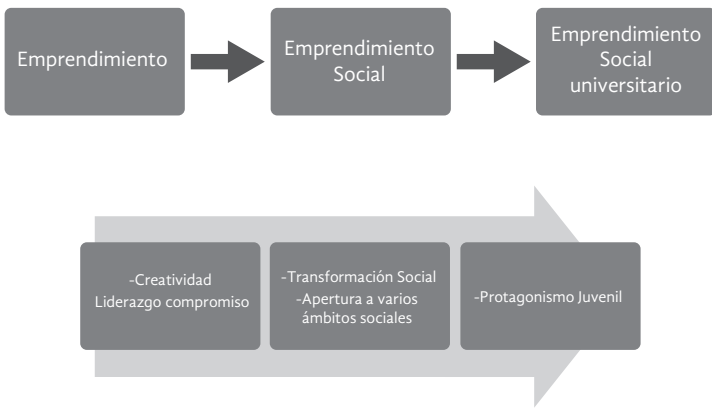 Emprendimiento
Emprendimiento
Social
Emprendimiento
Social
universitario
-Creatividad
Liderazgo compromiso
-Transformación Social
-Apertura a varios
ámbitos sociales
-Protagonismo Juvenil